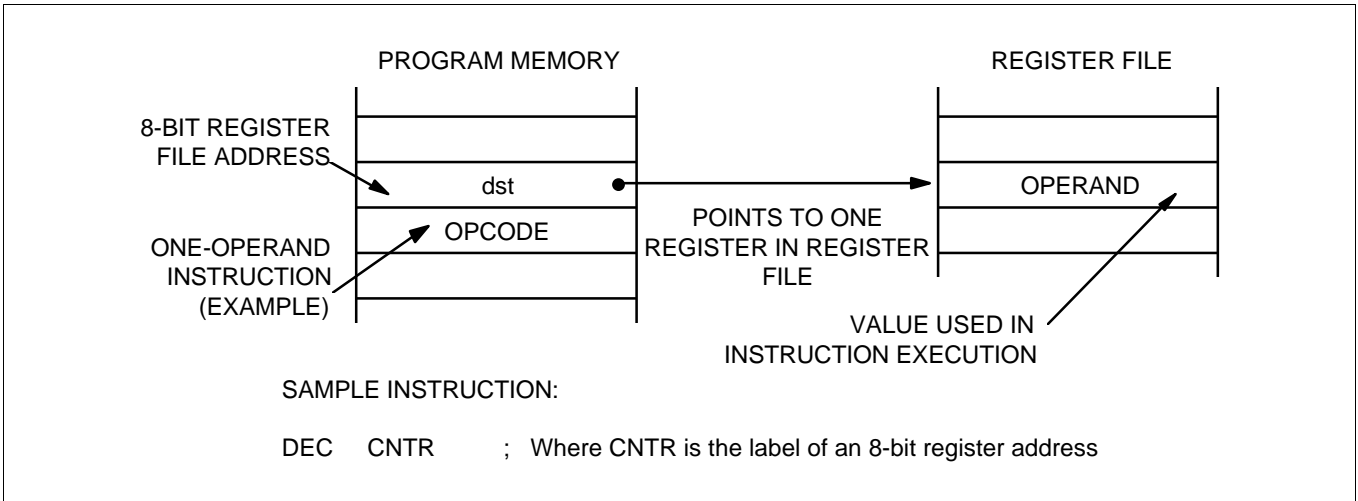 PROGRAM MEMORY
REGISTER FILE
8-BIT REGISTER
FILE ADDRESS
dst
OPERAND
OPCODE
POINTS TO ONE
REGISTER IN REGISTER
FILE
ONE-OPERAND
INSTRUCTION
(EXAMPLE)
VALUE USED IN
INSTRUCTION EXECUTION
SAMPLE INSTRUCTION:
DEC CNTR ; Where CNTR is the label of an 8-bit register address